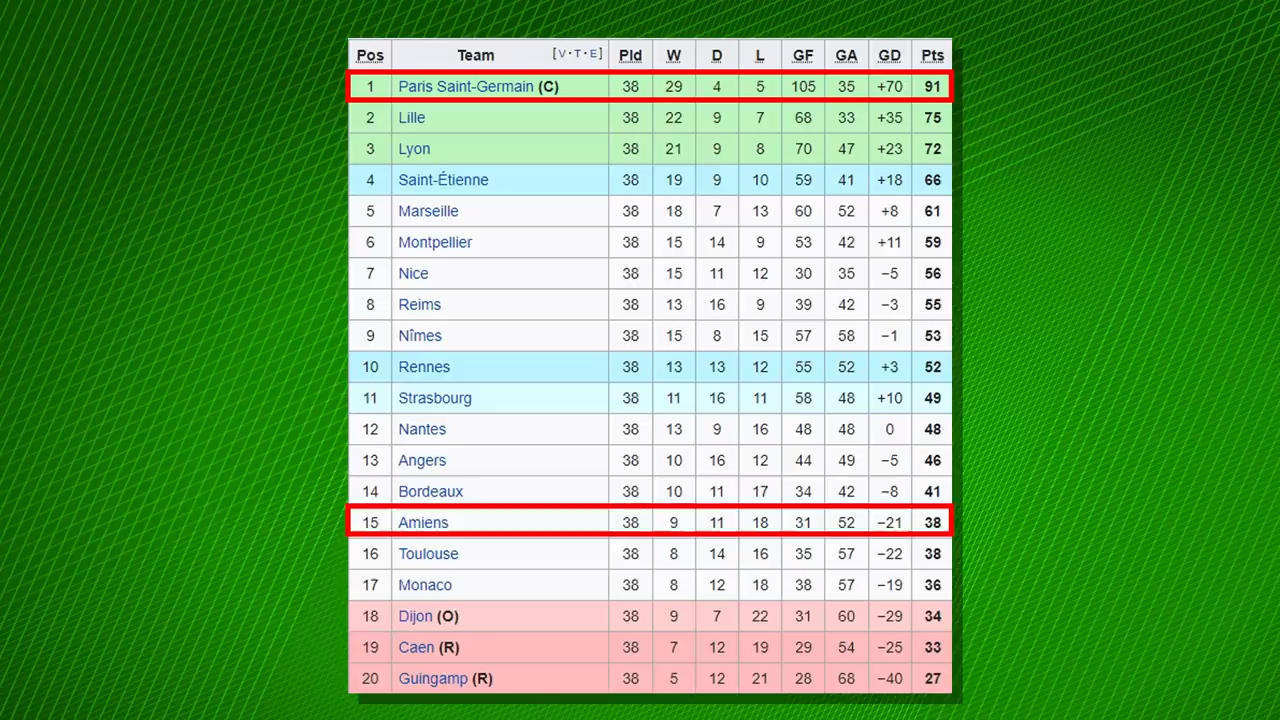 Pos Team [V·T·E] Pld W D L GF GA GD Pts
1 Paris Saint-Germain (C) 38 29 4 5 105 35 +70 91
2 Lille 38 22 9 7 68 33 +35 75
3 Lyon 38 21 9 8 70 47 +23 72
4 Saint-Étienne 38 19 9 10 59 41 +18 66
5 Marseille 38 18 7 13 60 52 +8 61
6 Montpellier 38 15 14 9 53 42 +11 59
7 Nice 38 15 11 12 30 35 −5 56
8 Reims 38 13 16 9 39 42 −3 55
9 Nîmes 38 15 8 15 57 58 −1 53
10 Rennes 38 13 13 12 55 52 +3 52
11 Strasbourg 38 11 16 11 58 48 +10 49
12 Nantes 38 13 9 16 48 48 0 48
13 Angers 38 10 16 12 44 49 −5 46
14 Bordeaux 38 10 11 17 34 42 −8 41
15 Amiens 38 9 11 18 31 52 −21 38
16 Toulouse 38 8 14 16 35 57 −22 38
17 Monaco 38 8 12 18 38 57 −19 36
18 Dijon (O) 38 9 7 22 31 60 −29 34
19 Caen (R) 38 7 12 19 29 54 −25 33
20 Guingamp (R) 38 5 12 21 28 68 −40 27